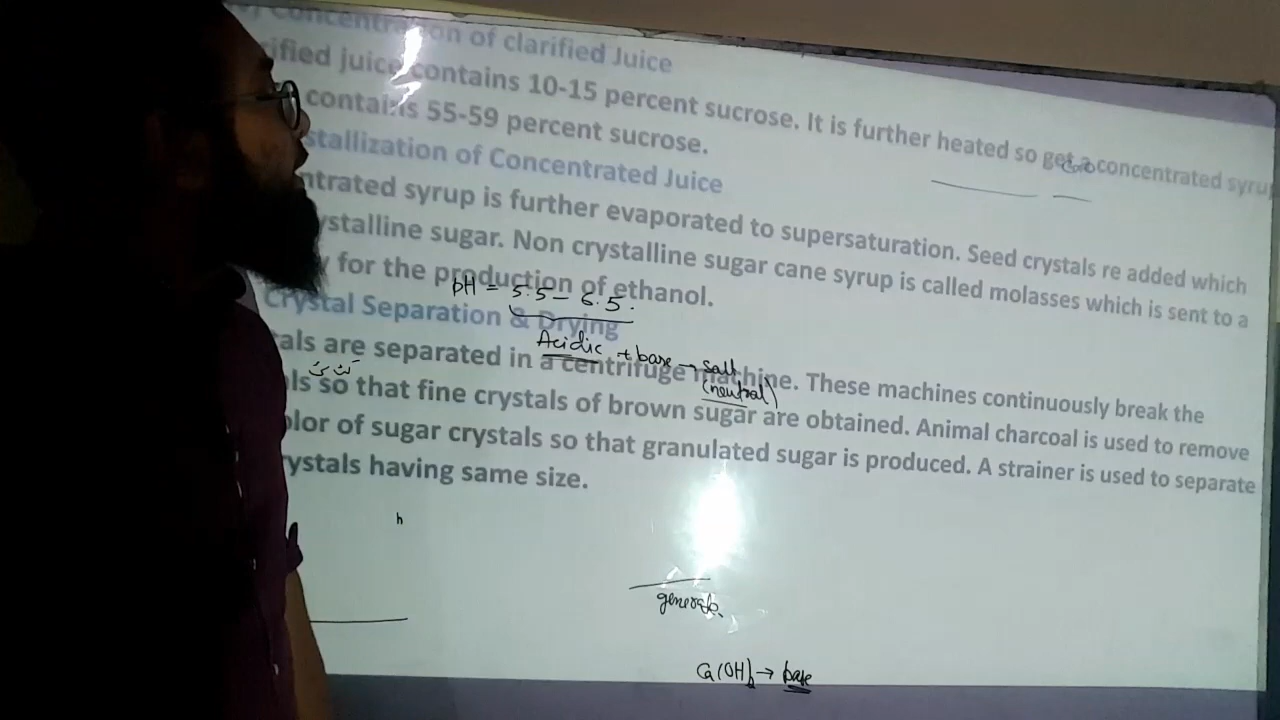 Concentration of clarified Juice
ified juice contains 10-15 percent sucrose. It is further heated so get a concentrated syrup
contains 55-59 percent sucrose.
stallization of Concentrated Juice
ntrated syrup is further evaporated to supersaturation. Seed crystals re added which
ystalline sugar. Non crystalline sugar cane syrup is called molasses which is sent to a
y for the production of ethanol.
pH = 5.5 - 6.5.
Crystal Separation & Drying
Acidic + base → salt
(neutral)
als are separated in a centrifuge machine. These machines continuously break the
ls so that fine crystals of brown sugar are obtained. Animal charcoal is used to remove
olor of sugar crystals so that granulated sugar is produced. A strainer is used to separate
rystals having same size.
h
generate
Ca(OH)2 → base